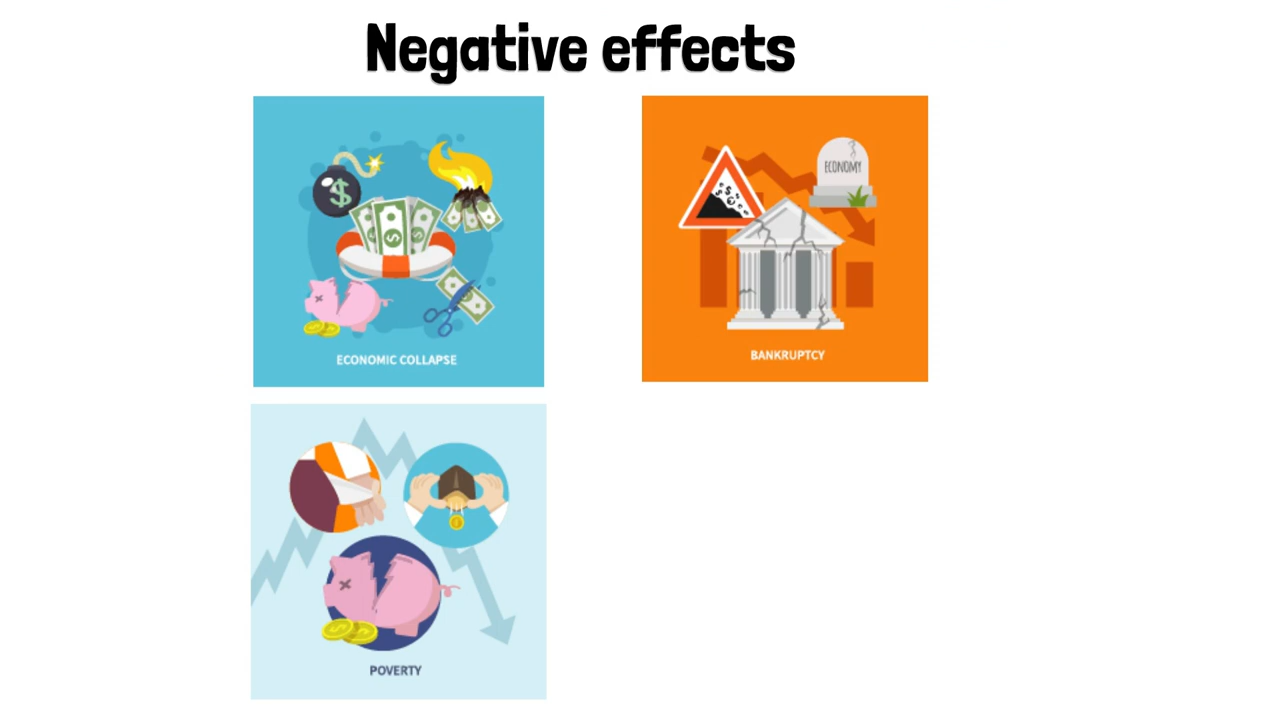 Negative effects
$
ECONOMIC COLLAPSE
ECONOMY
BANKRUPTCY
POVERTY